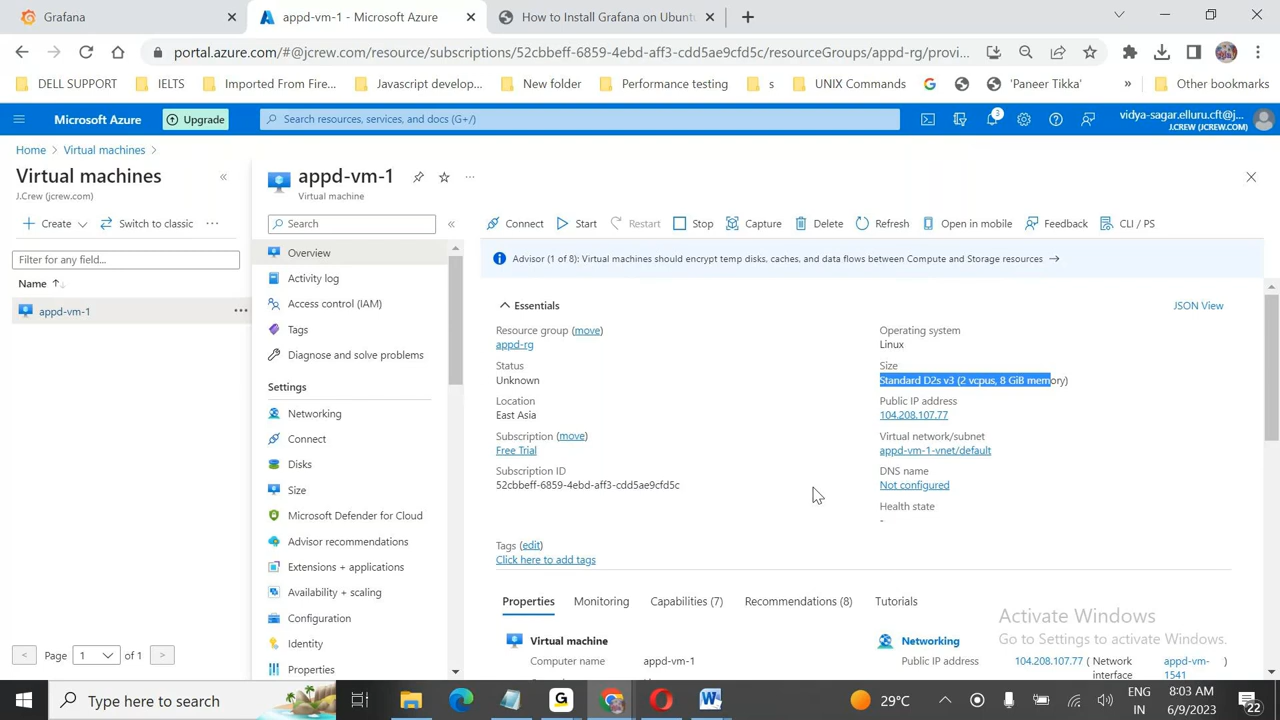 Grafana
appd-vm-1 - Microsoft Azure
How to Install Grafana on Ubunt
portal.azure.com/#@jcrew.com/resource/subscriptions/52cbbeff-6859-4ebd-aff3-cdd5ae9cfd5c/resourceGroups/appd-rg/provi...
DELL SUPPORT
IELTS
Imported From Fire...
Javascript develop...
New folder
Performance testing
s
UNIX Commands
'Paneer Tikka'
»
Other bookmarks
Microsoft Azure
Upgrade
Search resources, services, and docs (G+/)
3
vidya-sagar.elluru.cft@j...
J.CREW (JCREW.COM)
Home > Virtual machines >
Virtual machines
«
J.Crew (jcrew.com)
Create
Switch to classic
...
Filter for any field...
Name
appd-vm-1
...
Page 1 of 1
appd-vm-1
...
Virtual machine
Search
«
Overview
Activity log
Access control (IAM)
Tags
Diagnose and solve problems
Settings
Networking
Connect
Disks
Size
Microsoft Defender for Cloud
Advisor recommendations
Extensions + applications
Availability + scaling
Configuration
Identity
Properties
Connect
Start
Restart
Stop
Capture
Delete
Refresh
Open in mobile
Feedback
CLI / PS
Advisor (1 of 8): Virtual machines should encrypt temp disks, caches, and data flows between Compute and Storage resources →
Essentials
JSON View
Resource group (move)
appd-rg
Status
Unknown
Location
East Asia
Subscription (move)
Free Trial
Subscription ID
52cbbeff-6859-4ebd-aff3-cdd5ae9cfd5c
Operating system
Linux
Size
Standard D2s v3 (2 vcpus, 8 GiB memory)
Public IP address
104.208.107.77
Virtual network/subnet
appd-vm-1-vnet/default
DNS name
Not configured
Health state
-
Tags (edit)
Click here to add tags
Properties
Monitoring
Capabilities (7)
Recommendations (8)
Tutorials
Virtual machine
Computer name
appd-vm-1
Networking
Public IP address
104.208.107.77 ( Network
interface
appd-vm-
1541
)
Activate Windows
Go to Settings to activate Windows.
Type here to search
29°C
ENG
IN
8:03 AM
6/9/2023
22